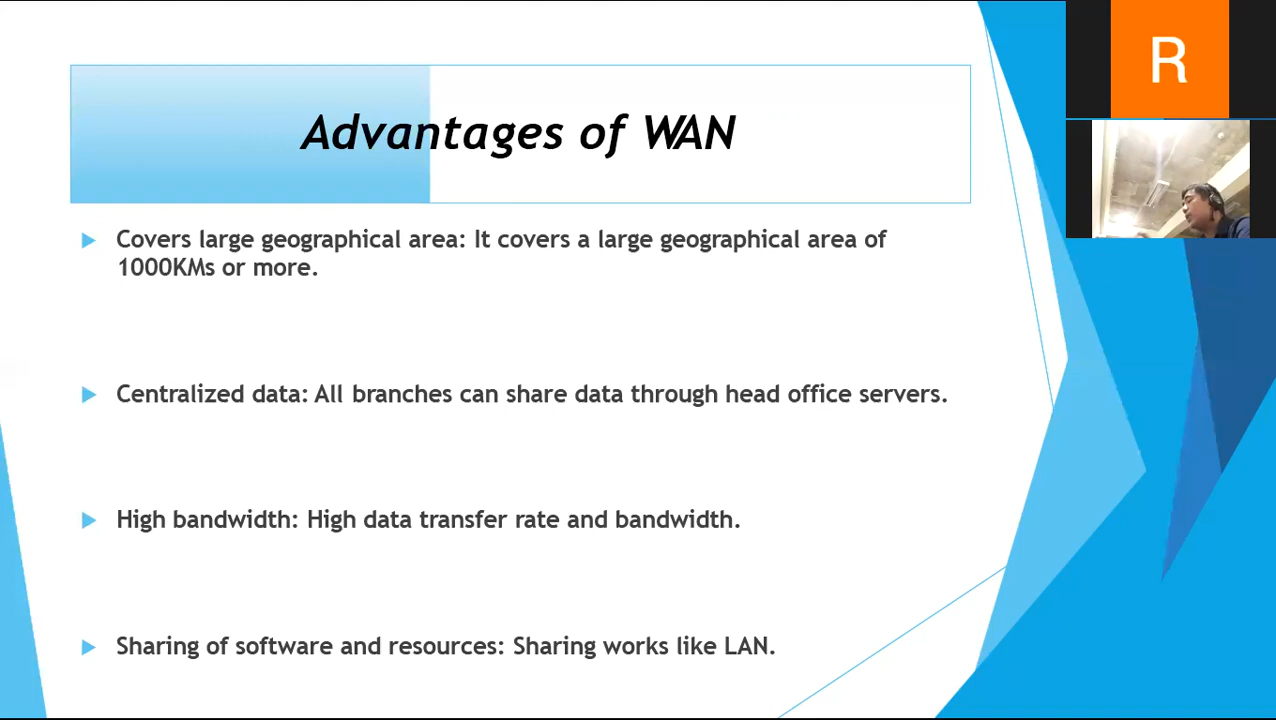 Advantages of WAN
R
Covers large geographical area: It covers a large geographical area of
1000KMs or more.
Centralized data: All branches can share data through head office servers.
High bandwidth: High data transfer rate and bandwidth.
Sharing of software and resources: Sharing works like LAN.